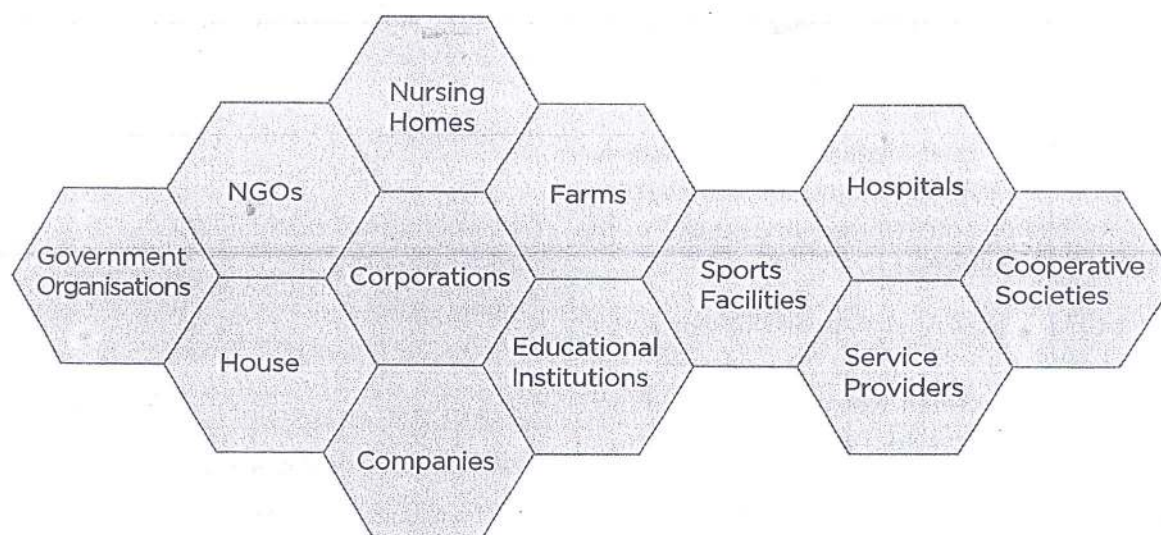 Nursing
Homes
NGOs
Farms
Hospitals
Government
Organisations
Corporations
Sports
Facilities
Cooperative
Societies
House
Educational
Institutions
Service
Providers
Companies